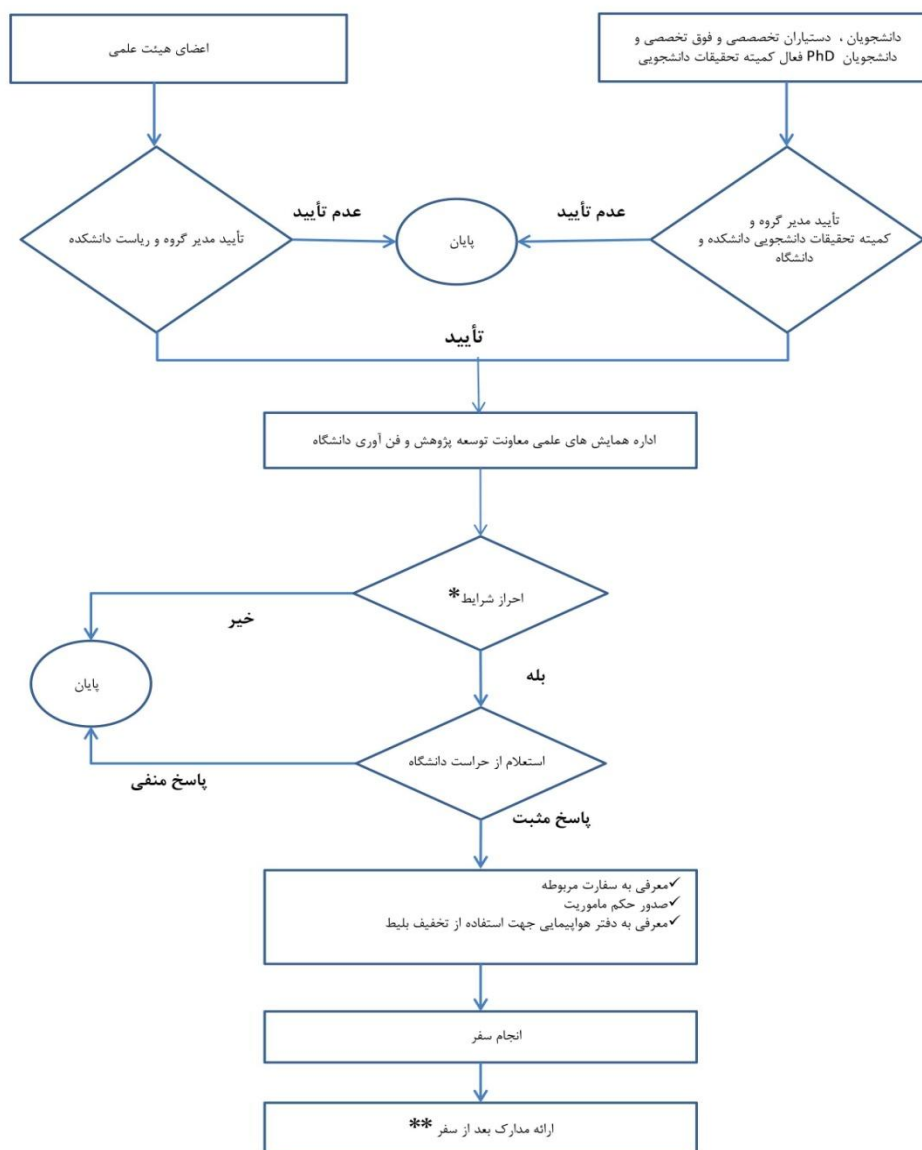 دانشجویان ، دستیاران تخصصصی و فوق تخصصی و
دانشجویان PhD فعال کمیته تحقیقات دانشجویی
اعضای هیئت علمی
تأیید مدیر گروه و
کمیته تحقیقات دانشجویی دانشکده و
دانشگاه
عدم تأیید
پایان
عدم تأیید
تأیید مدیر گروه و ریاست دانشکده
تأیید
اداره همایش های علمی معاونت توسعه پژوهش و فن آوری دانشگاه
احراز شرایط*
خیر
بله
پایان
استعلام از حراست دانشگاه
پاسخ منفی
پاسخ مثبت
✓معرفی به سفارت مربوطه
✓صدور حکم ماموریت
✓معرفی به دفتر هواپیمایی جهت استفاده از تخفیف بلیط
انجام سفر
ارائه مدارک بعد از سفر **